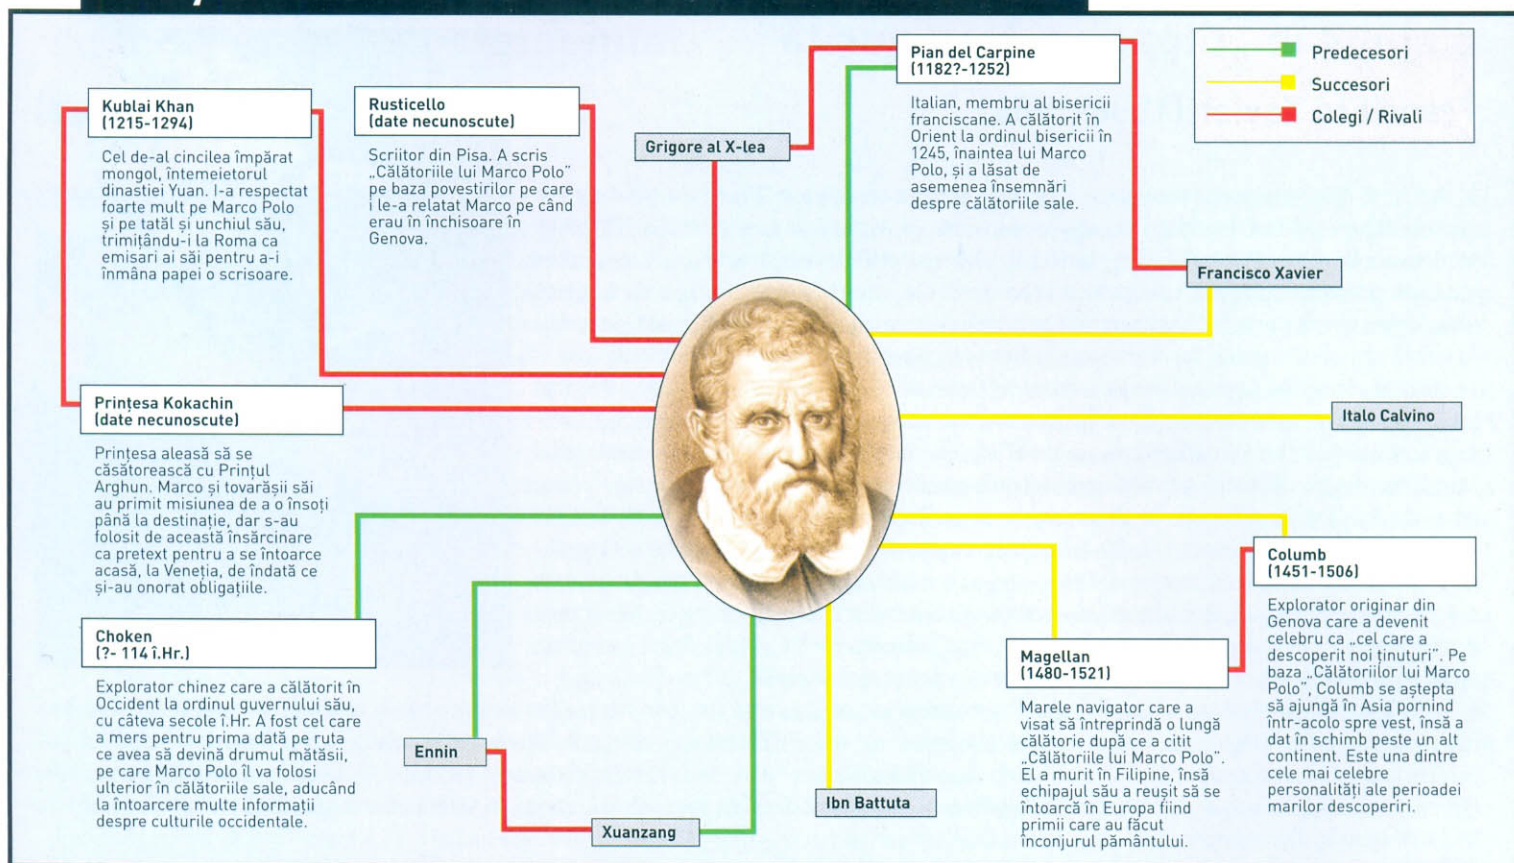 Kublai Khan
(1215-1294)
Cel de-al cincilea împărat
mongol, întemeietorul
dinastiei Yuan. I-a respectat
foarte mult pe Marco Polo
și pe tatăl și unchiul său,
trimițându-i la Roma ca
emisari ai săi pentru a-i
înmâna papei o scrisoare.
Rusticello
(date necunoscute)
Scriitor din Pisa. A scris
„Călătoriile lui Marco Polo”
pe baza povestirilor pe care
i le-a relatat Marco pe când
erau în închisoare în
Genova.
Grigore al X-lea
Pian del Carpine
(1182?-1252)
Italian, membru al bisericii
franciscane. A călătorit în
Orient la ordinul bisericii în
1245, înaintea lui Marco
Polo, și a lăsat de
asemenea însemnări
despre călătoriile sale.
Predecesori
Succesori
Colegi / Rivali
Francisco Xavier
Prințesa Kokachin
(date necunoscute)
Prințesa aleasă să se
căsătorească cu Prințul
Arghun. Marco și tovarășii săi
au primit misiunea de a o însoți
până la destinație, dar s-au
folosit de această însărcinare
ca pretext pentru a se întoarce
acasă, la Veneția, de îndată ce
și-au onorat obligațiile.
Italo Calvino
Choken
(?- 114 î.Hr.)
Explorator chinez care a călătorit în
Occident la ordinul guvernului său,
cu câteva secole î.Hr. A fost cel care
a mers pentru prima dată pe ruta
ce avea să devină drumul mătăsii,
pe care Marco Polo îl va folosi
ulterior în călătoriile sale, aducând
la întoarcere multe informații
despre culturile occidentale.
Ennin
Xuanzang
Ibn Battuta
Magellan
(1480-1521)
Marele navigator care a
visat să întreprindă o lungă
călătorie după ce a citit
„Călătoriile lui Marco Polo”.
El a murit în Filipine, însă
echipajul său a reușit să se
întoarcă în Europa fiind
primii care au făcut
înconjurul pământului.
Columb
(1451-1506)
Explorator originar din
Genova care a devenit
celebru ca „cel care a
descoperit noi ținuturi”. Pe
baza „Călătoriilor lui Marco
Polo”, Columb se aștepta
să ajungă în Asia pornind
într-acolo spre vest, însă a
dat în schimb peste un alt
continent. Este una dintre
cele mai celebre
personalități ale perioadei
marilor descoperiri.